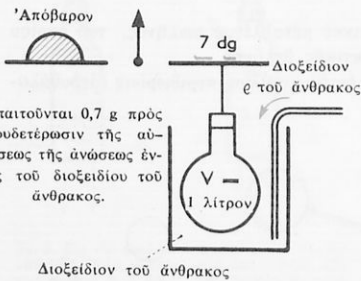 Ἀπόβαρον
7 dg
Διοξείδιον
τοῦ ἄνθρακος
παιτοῦνται 0,7 g πρὸς
ουδετέρωσιν τῆς αὐ-
σεως τῆς ἀνώσεως ἐν-
ς τοῦ διοξειδίου τοῦ
ἄνθρακος.
V
1 λίτρον
Διοξείδιον τοῦ ἄνθρακος